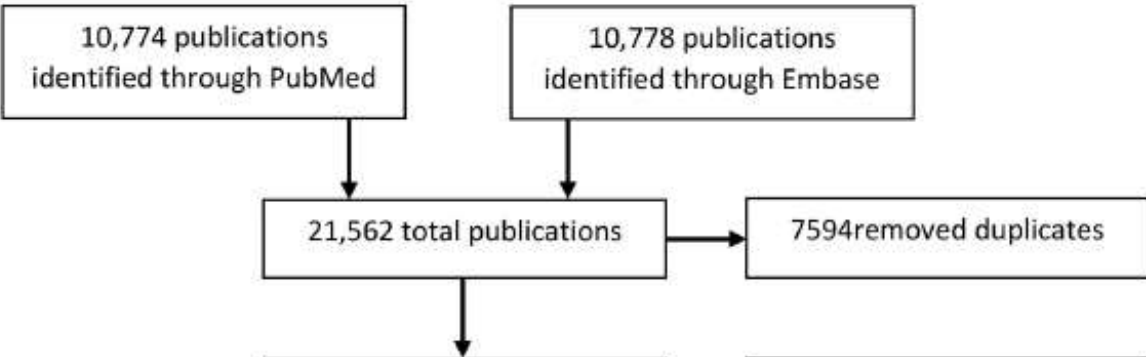 10,774 publications
identified through PubMed
10,778 publications
identified through Embase
21,562 total publications
7594removed duplicates